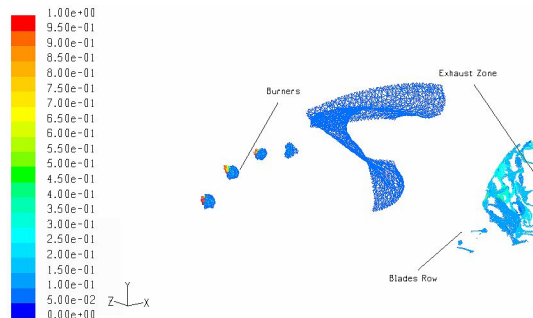 1.00e+00
9.50e-01
9.00e-01
8.50e-01
8.00e-01
7.50e-01
7.00e-01
6.50e-01
6.00e-01
5.50e-01
5.00e-01
4.50e-01
4.00e-01
3.50e-01
3.00e-01
2.50e-01
2.00e-01
1.50e-01
1.00e-01
5.00e-02
0.00e+00
Exhaust Zone
Burners
Blades Row
Y
Z X